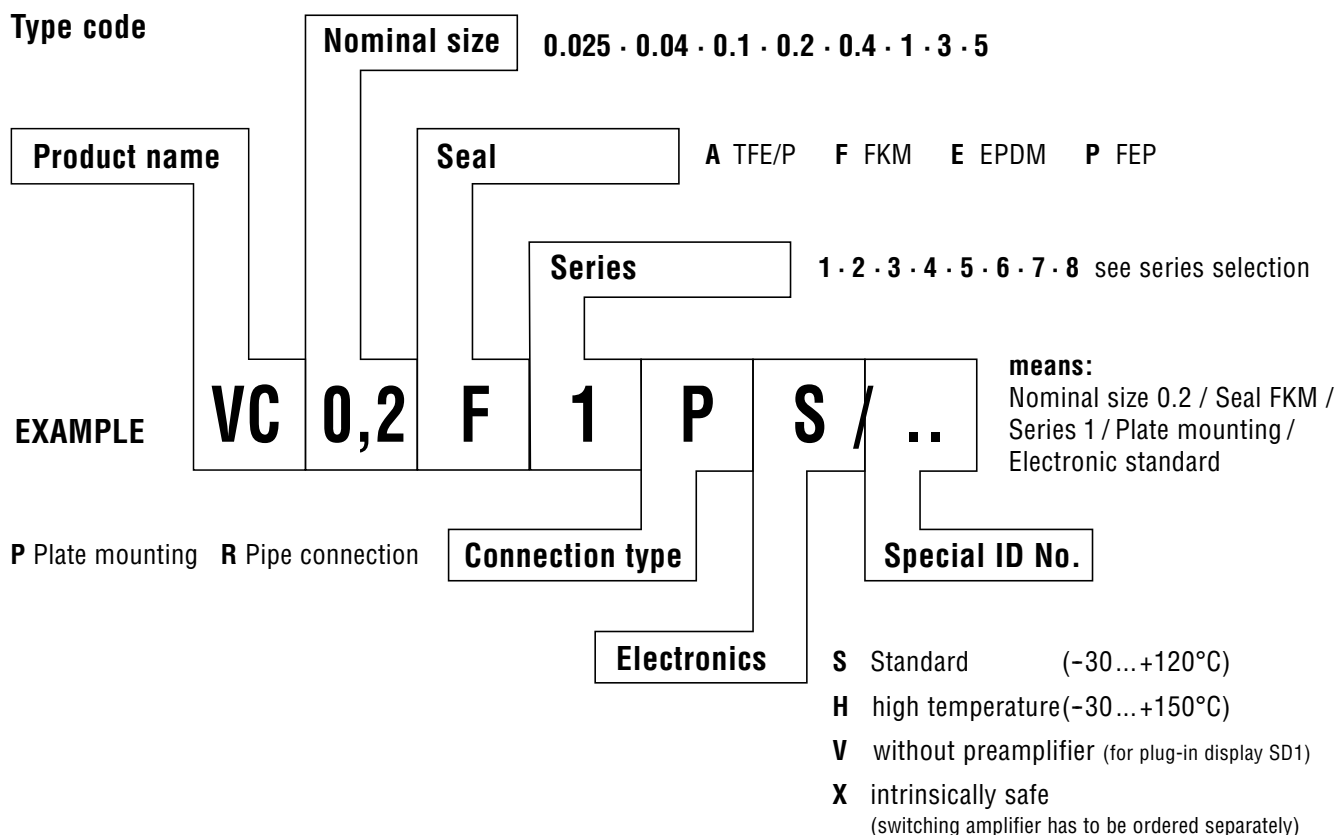 Type code
Nominal size
0.025 · 0.04 · 0.1 · 0.2 · 0.4 · 1 · 3 · 5
Product name
Seal
A TFE/P F FKM E EPDM P FEP
Series
1 · 2 · 3 · 4 · 5 · 6 · 7 · 8 see series selection
EXAMPLE
VC 0,2 F 1 P S / ..
means:
Nominal size 0.2 / Seal FKM /
Series 1 / Plate mounting /
Electronic standard
P Plate mounting R Pipe connection
Connection type
Special ID No.
Electronics
S Standard (−30...+120°C)
H high temperature (−30...+150°C)
V without preamplifier (for plug-in display SD1)
X intrinsically safe
(switching amplifier has to be ordered separately)